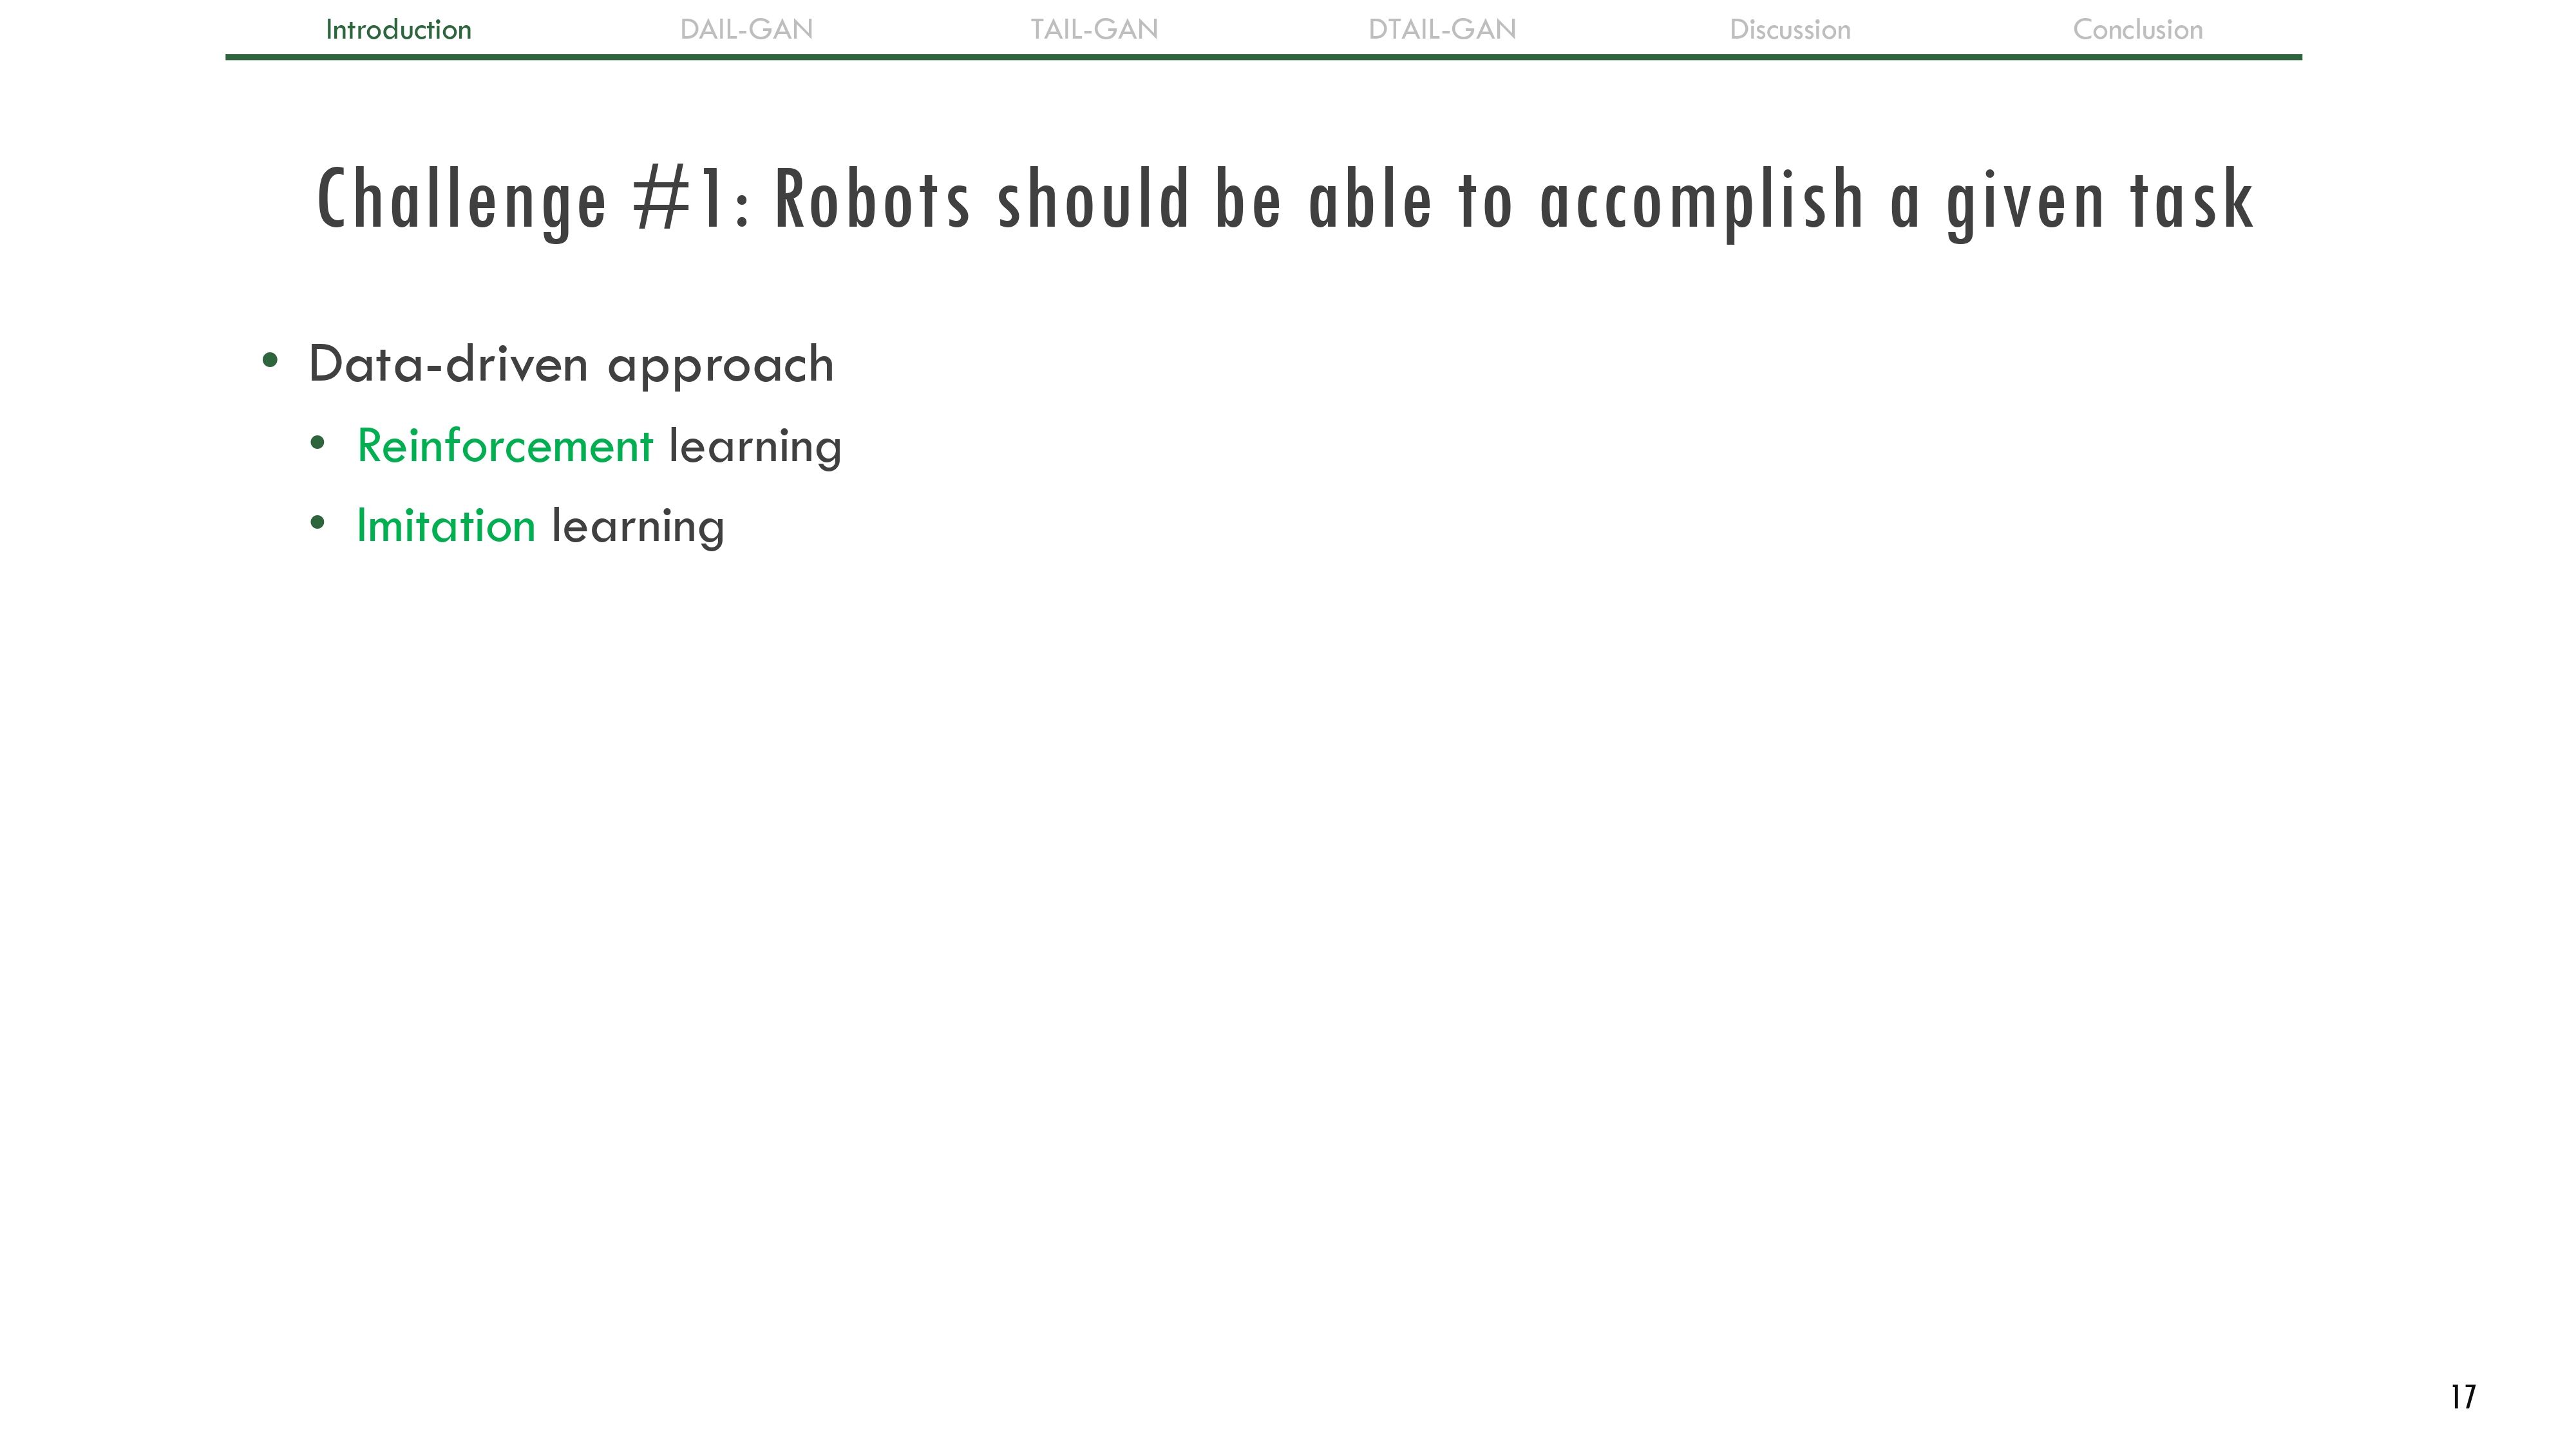 Introduction DAIL-GAN TAIL-GAN DTAIL-GAN Discussion Conclusion
Challenge #1: Robots should be able to accomplish a given task
• Data-driven approach
• Reinforcement learning
• Imitation learning
17